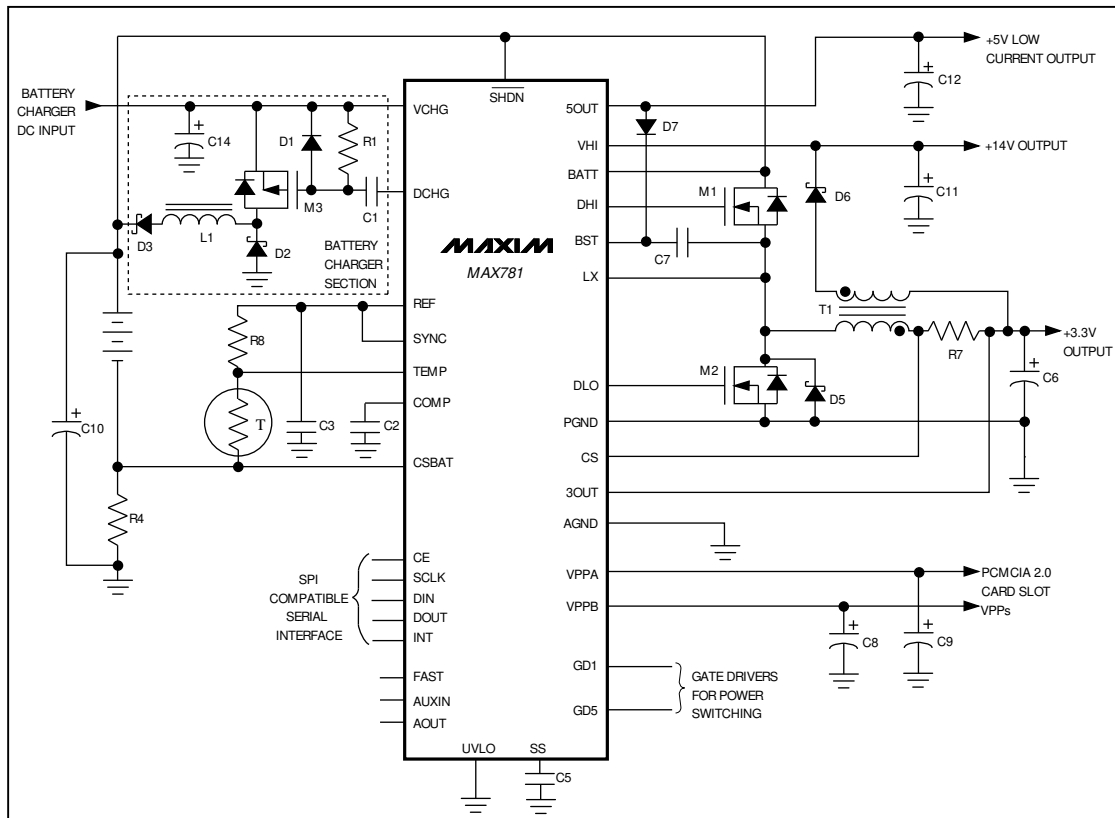 +5V LOW
CURRENT OUTPUT
C12
BATTERY
CHARGER
DC INPUT
SHDN
VCHG
5OUT
D7
C14
D1
R1
VHI
+14V OUTPUT
BATT
C11
M1
D6
DCHG
DHI
M3
C1
L1
D3
D2
BATTERY
CHARGER
SECTION
MAXIM
MAX781
BST
C7
LX
REF
T1
R8
SYNC
R7
+3.3V
OUTPUT
TEMP
M2
C6
DLO
D5
COMP
T
C3
C2
C10
PGND
CSBAT
CS
3OUT
R4
AGND
CE
SCLK
DIN
DOUT
INT
SPI
COMPATIBLE
SERIAL
INTERFACE
VPPA
PCMCIA 2.0
CARD SLOT
VPPs
VPPB
C8
C9
FAST
AUXIN
AOUT
GD1
GD5
GATE DRIVERS
FOR POWER
SWITCHING
UVLO
SS
C5